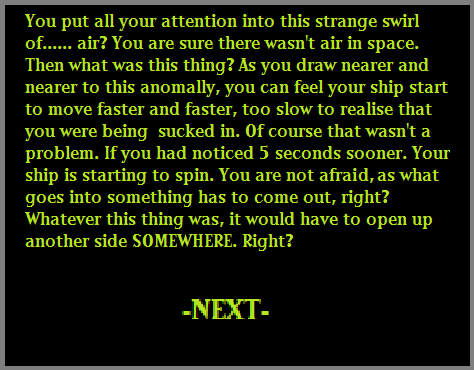 You put all your attention into this strange swirl
of...... air? You are sure there wasn't air in space.
Then what was this thing? As you draw nearer and
nearer to this anomally, you can feel your ship start
to move faster and faster, too slow to realise that
you were being  sucked in. Of course that wasn't a
problem. If you had noticed 5 seconds sooner. Your
ship is starting to spin. You are not afraid, as what
goes into something has to come out, right?
Whatever this thing was, it would have to open up
another side SOMEWHERE. Right?
-NEXT-